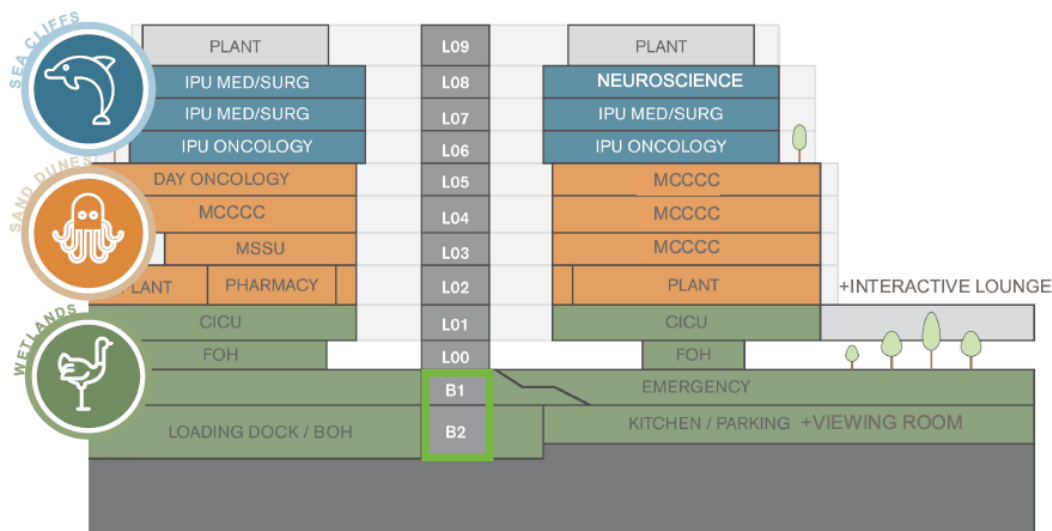 SEA CLIFFS
PLANT L09 PLANT
IPU MED/SURG L08 NEUROSCIENCE
IPU MED/SURG L07 IPU MED/SURG
IPU ONCOLOGY L06 IPU ONCOLOGY
SAND DUNES
DAY ONCOLOGY L05 MCCCC
MCCCC L04 MCCCC
MSSU L03 MCCCC
PLANT PHARMACY L02 PLANT +INTERACTIVE LOUNGE
WETLANDS
CICU L01 CICU
FOH L00 FOH
B1 EMERGENCY
LOADING DOCK / BOH B2 KITCHEN / PARKING +VIEWING ROOM